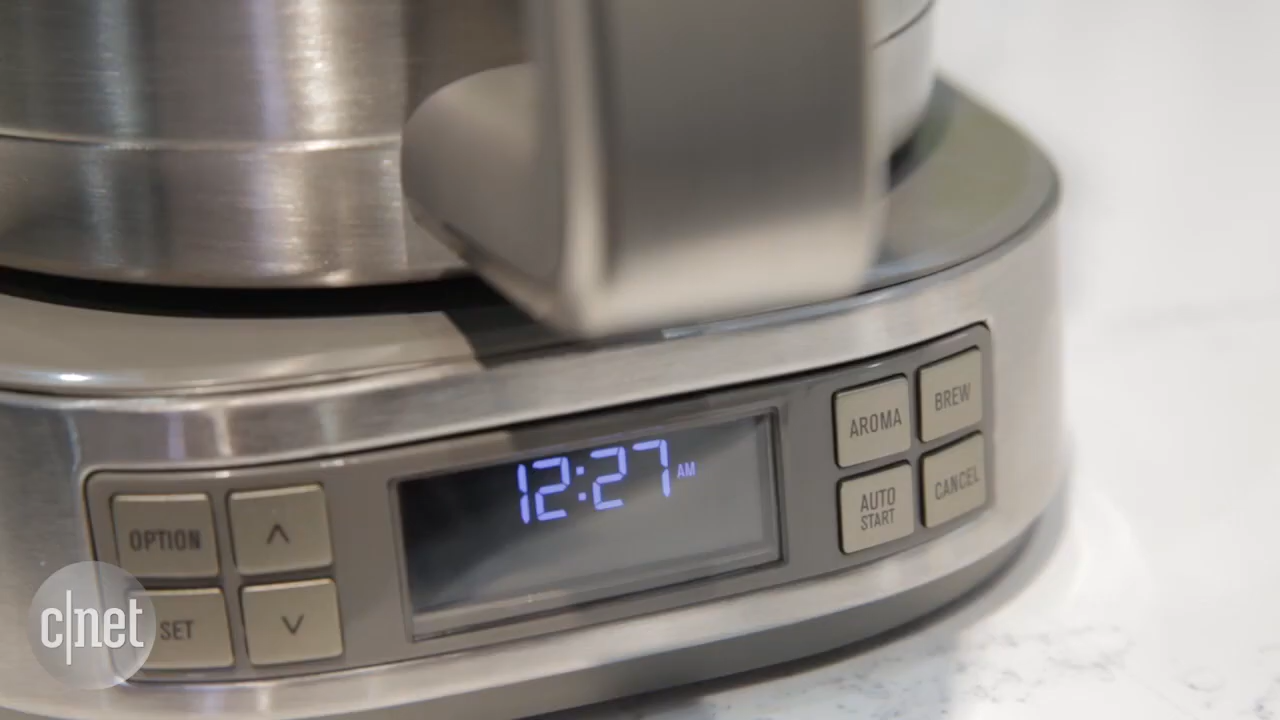 12:27 AM
AROMA
BREW
AUTO
START
CANCEL
OPTION
SET
c|net